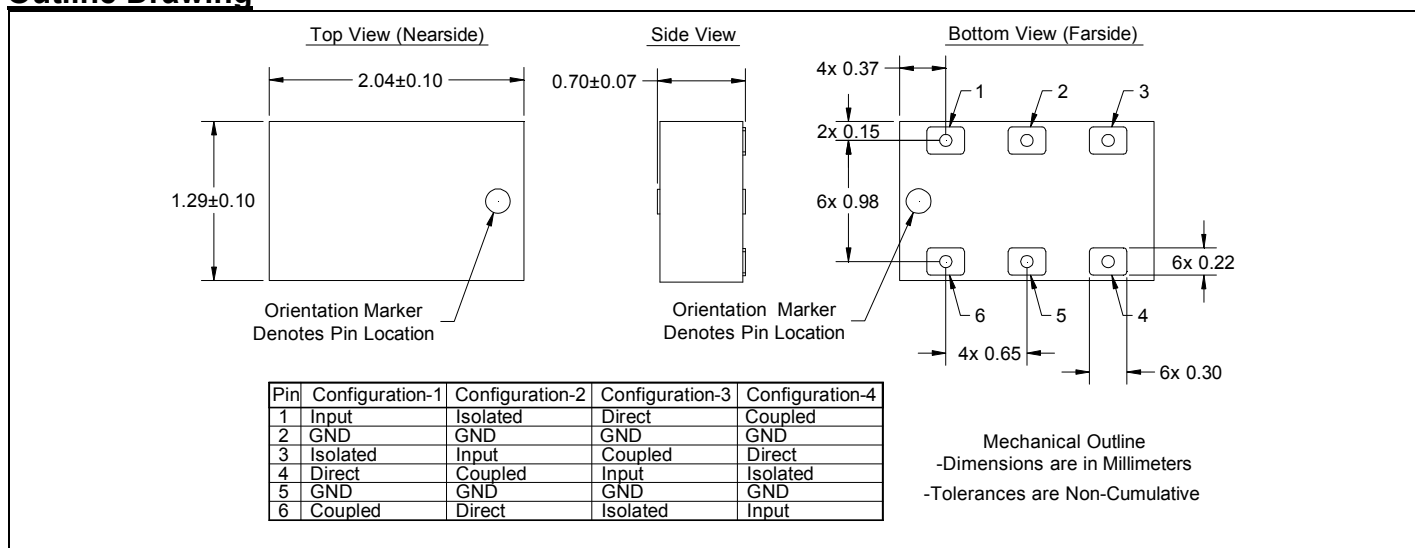 Outline Drawing
Top View (Nearside)
Side View
Bottom View (Farside)
2.04±0.10
0.70±0.07
4x 0.37
1
2
3
2x 0.15
1.29±0.10
6x 0.98
6x 0.22
Orientation Marker
Denotes Pin Location
Orientation Marker
Denotes Pin Location
6
5
4
4x 0.65
6x 0.30
Pin Configuration-1 Configuration-2 Configuration-3 Configuration-4
1 Input Isolated Direct Coupled
2 GND GND GND GND
3 Isolated Input Coupled Direct
4 Direct Coupled Input Isolated
5 GND GND GND GND
6 Coupled Direct Isolated Input
Mechanical Outline
-Dimensions are in Millimeters
-Tolerances are Non-Cumulative